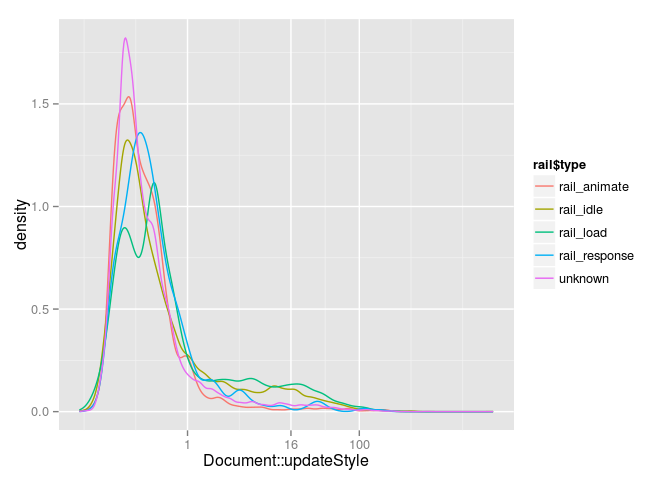 density
1.5
1.0
0.5
0.0
1
16
100
Document::updateStyle
rail$type
rail_animate
rail_idle
rail_load
rail_response
unknown